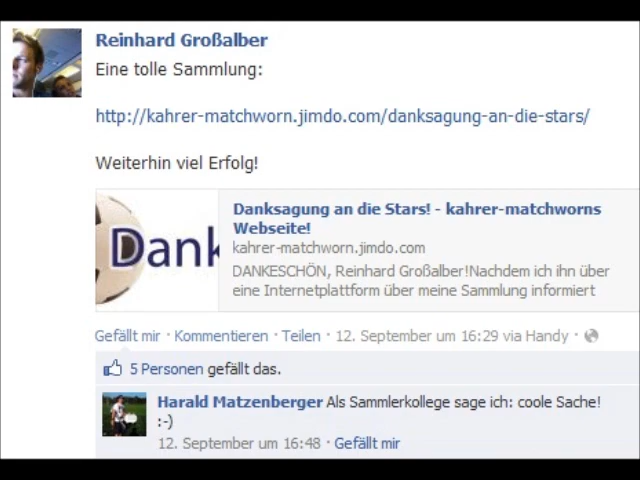 Reinhard Großalber
Eine tolle Sammlung:
http://kahrer-matchworn.jimdo.com/danksagung-an-die-stars/
Weiterhin viel Erfolg!
Dank
Danksagung an die Stars! - kahrer-matchworns
Webseite!
kahrer-matchworn.jimdo.com
DANKESCHÖN, Reinhard Großalber!Nachdem ich ihn über
eine Internetplattform über meine Sammlung informiert
Gefällt mir · Kommentieren · Teilen · 12. September um 16:29 via Handy ·
5 Personen gefällt das.
Harald Matzenberger Als Sammlerkollege sage ich: coole Sache!
:-)
12. September um 16:48 · Gefällt mir